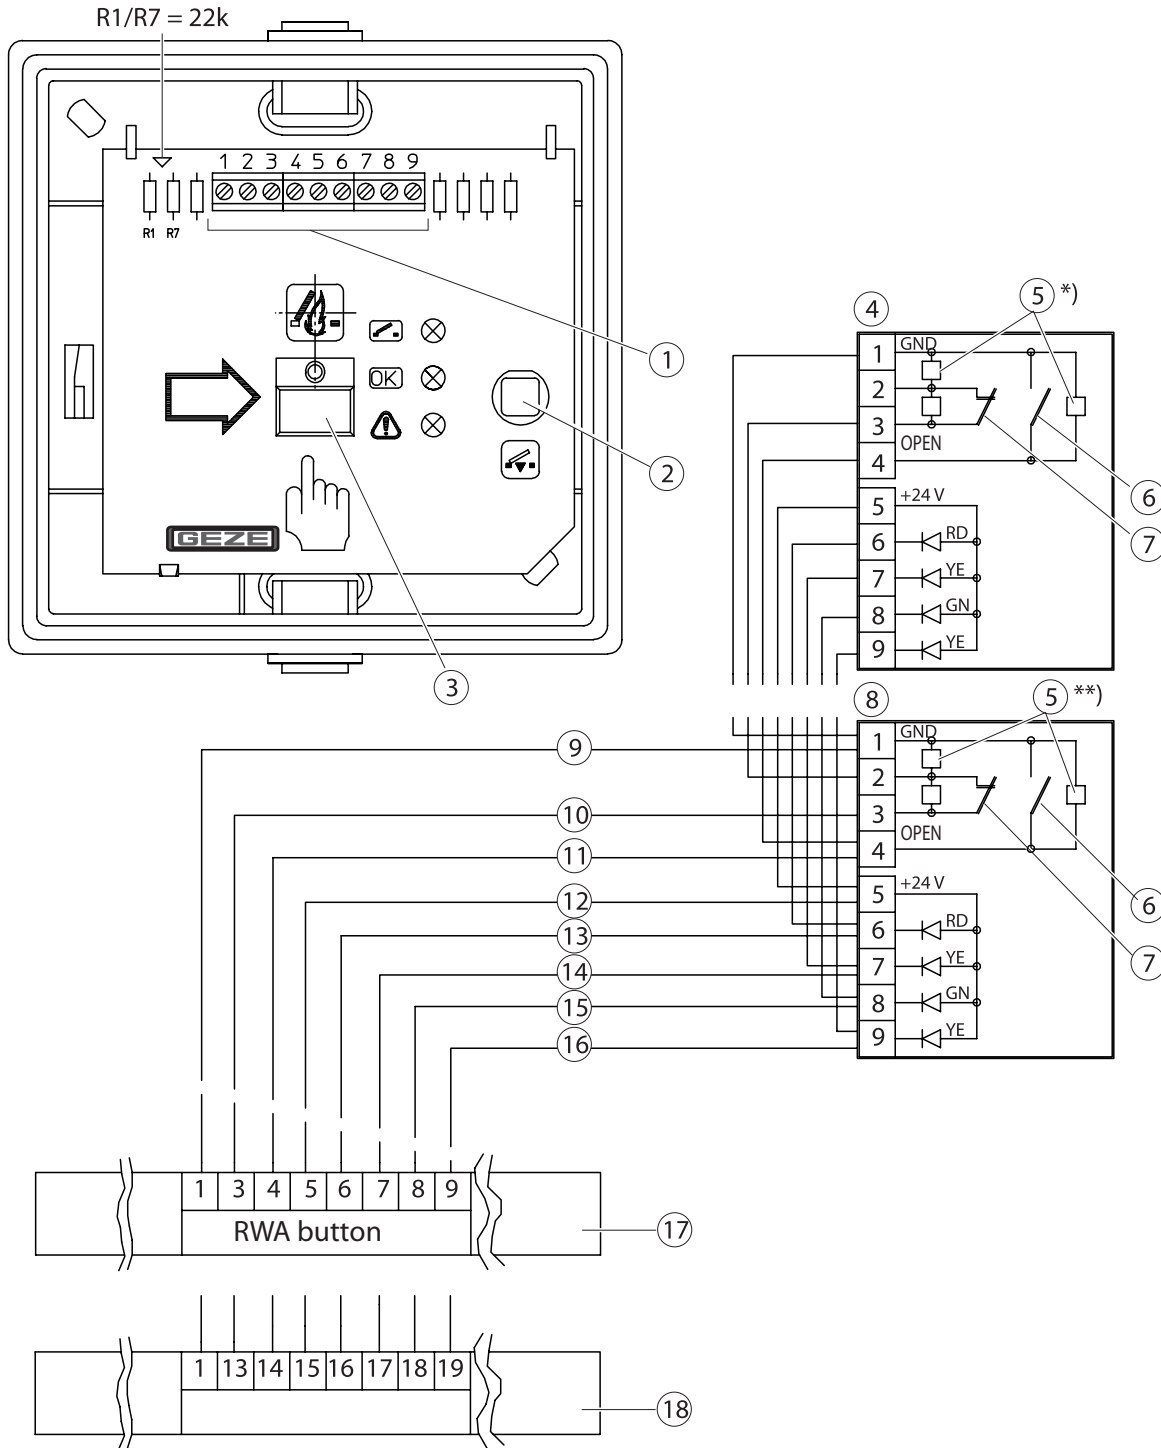 R1/R7 = 22k
1 2 3 4 5 6 7 8 9
R1 R7
OK
GEZE
1
2
3
4
5 *)
1 GND
2
3
OPEN
4
5 +24 V
6 RD
7 YE
8 GN
9 YE
6
7
8
5 **)
1 GND
2
3
OPEN
4
5 +24 V
6 RD
7 YE
8 GN
9 YE
6
7
9
10
11
12
13
14
15
16
1 3 4 5 6 7 8 9
RWA button
17
1 13 14 15 16 17 18 19
18